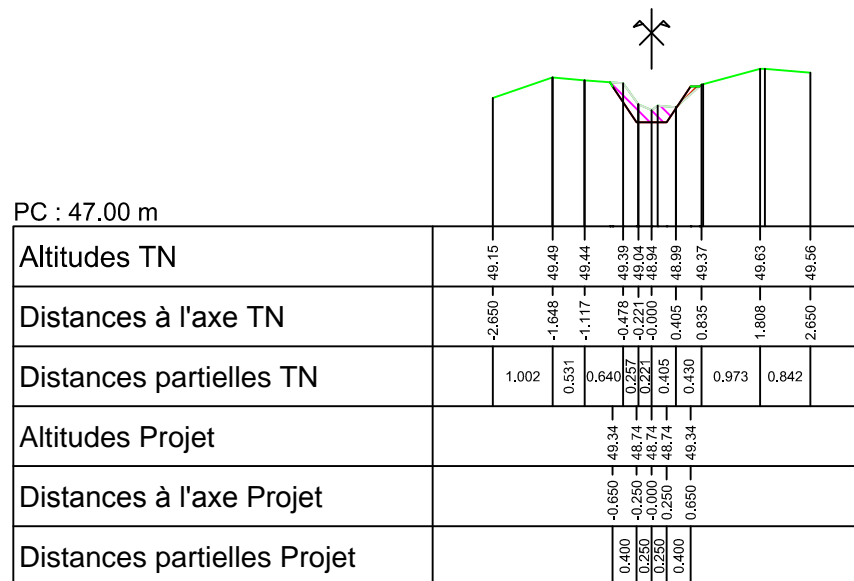 PC : 47.00 m
Altitudes TN 49.15 49.49 49.44 49.39 49.04 48.94 48.99 49.37 49.63 49.56
Distances à l'axe TN -2.650 -1.648 -1.117 -0.478 -0.221 -0.000 0.405 0.835 1.808 2.650
Distances partielles TN 1.002 0.531 0.640 0.257 0.221 0.405 0.430 0.973 0.842
Altitudes Projet 49.34 48.74 48.74 48.74 49.34
Distances à l'axe Projet -0.650 -0.250 -0.000 0.250 0.650
Distances partielles Projet 0.400 0.250 0.250 0.400